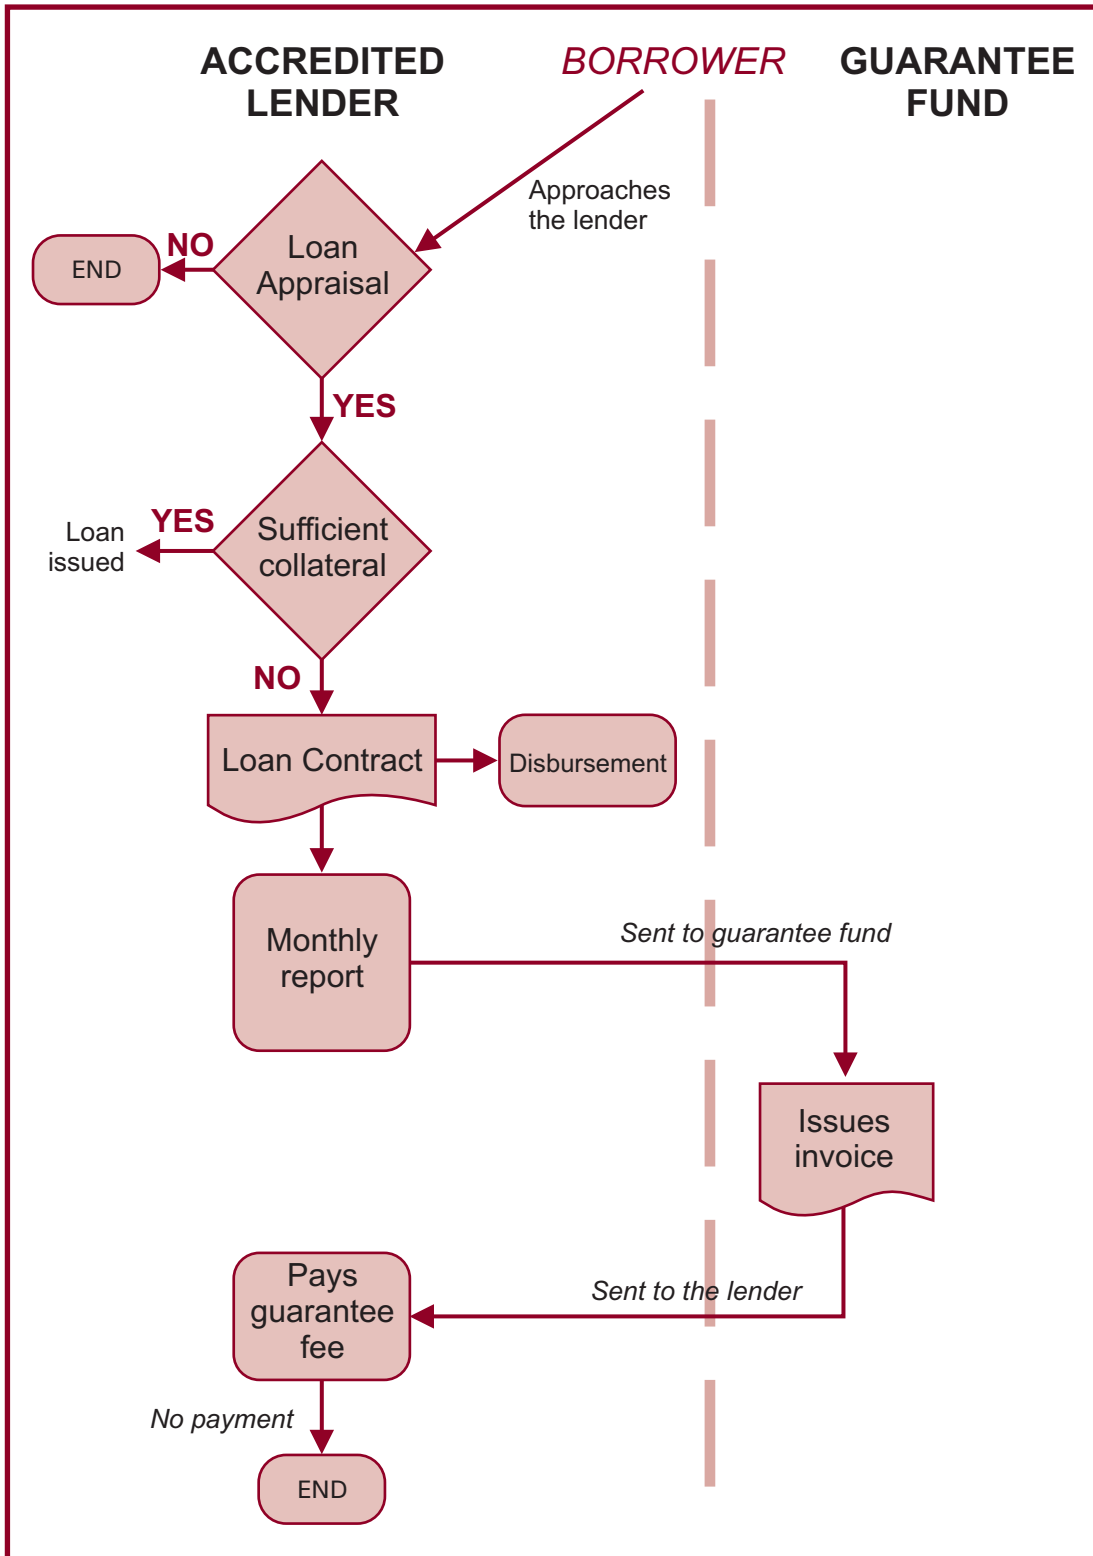 ACCREDITED
LENDER
BORROWER
GUARANTEE
FUND
Approaches
the lender
Loan
Appraisal
NO
END
YES
Sufficient
collateral
YES
Loan
issued
NO
Loan Contract
Disbursement
Monthly
report
Sent to guarantee fund
Issues
invoice
Sent to the lender
Pays
guarantee
fee
No payment
END